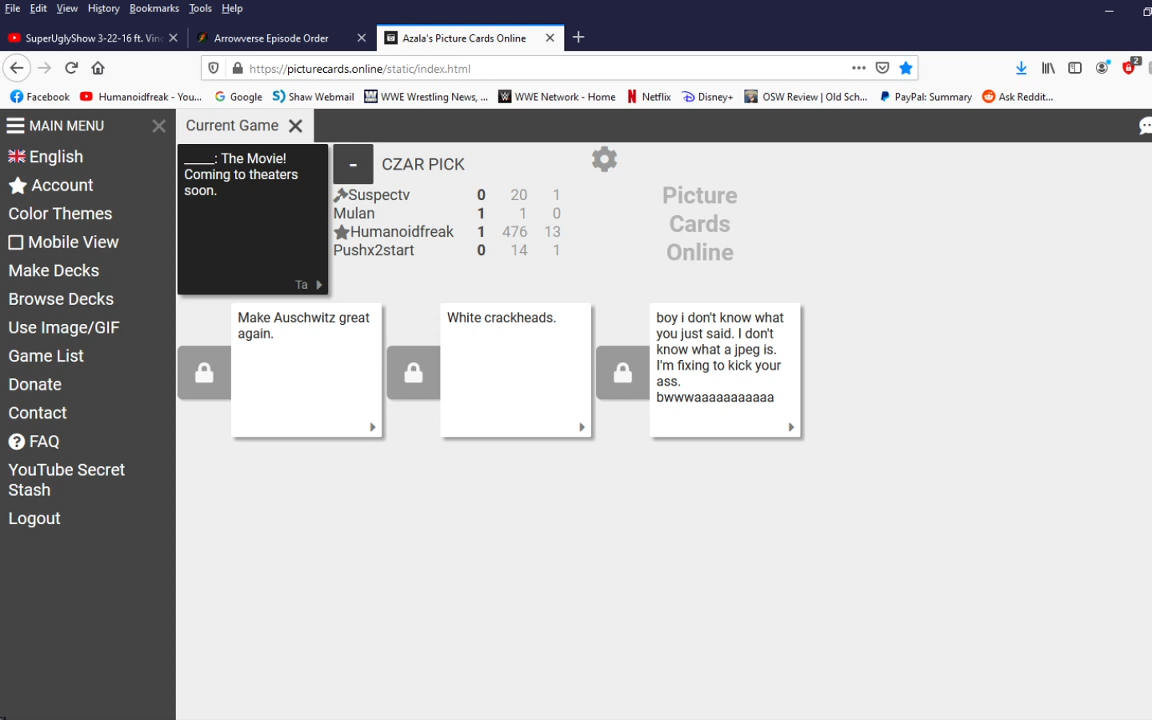 File Edit View History Bookmarks Tools Help
SuperUglyShow 3-22-16 ft. Vinc
Arrowverse Episode Order
Azala's Picture Cards Online
https://picturecards.online/static/index.html
2
Facebook Humanoidfreak - You... Google Shaw Webmail WWE Wrestling News, ... WWE Network - Home Netflix Disney+ OSW Review | Old Sch... PayPal: Summary Ask Reddit...
MAIN MENU
Current Game
English
Account
Color Themes
Mobile View
Make Decks
Browse Decks
Use Image/GIF
Game List
Donate
Contact
FAQ
YouTube Secret
Stash
Logout
_____: The Movie!
Coming to theaters
soon.
Ta
- CZAR PICK
Suspectv 0 20 1
Mulan 1 1 0
Humanoidfreak 1 476 13
Pushx2start 0 14 1
Picture
Cards
Online
Make Auschwitz great
again.
White crackheads.
boy i don't know what
you just said. I don't
know what a jpeg is.
I'm fixing to kick your
ass.
bwwwaaaaaaaaaaa